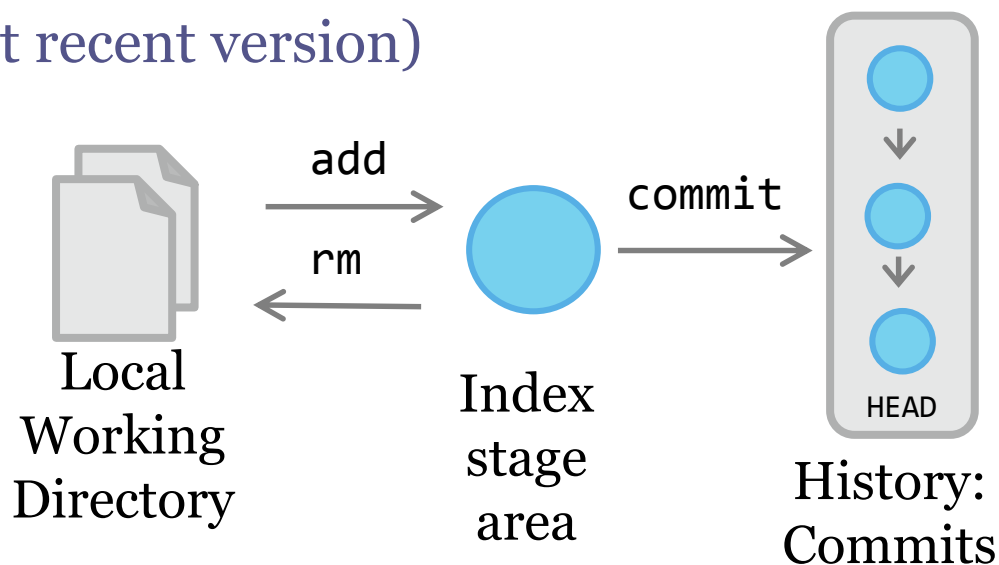 t recent version)
add
rm
commit
HEAD
Local
Working
Directory
Index
stage
area
History:
Commits